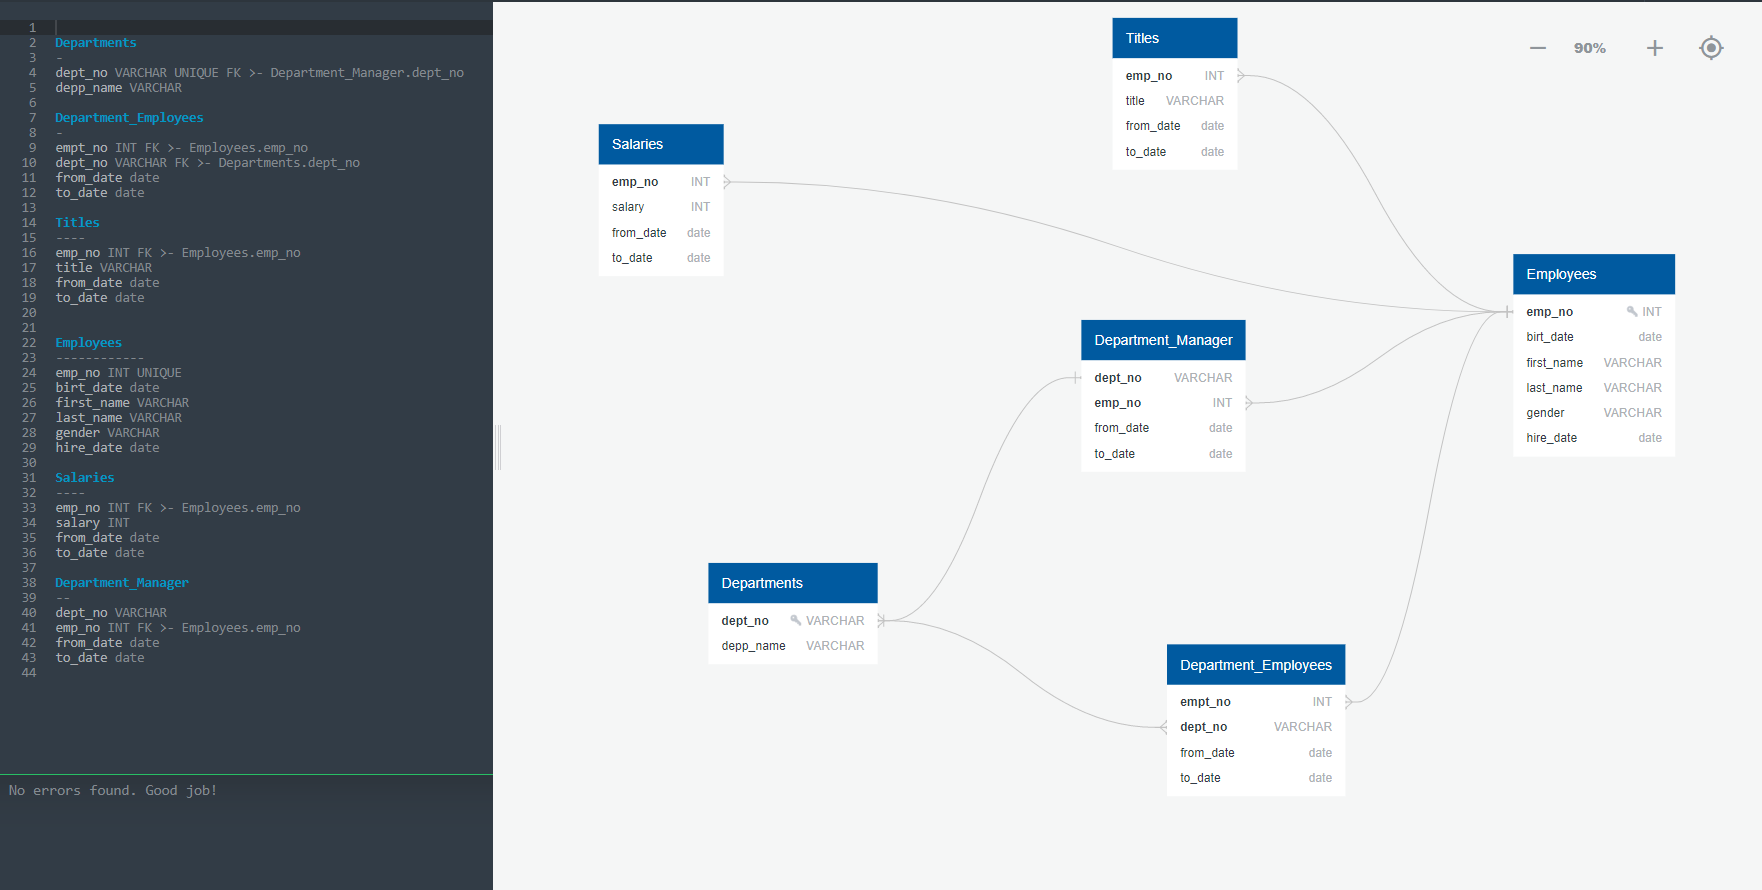 1
2 Departments
3 -
4 dept_no VARCHAR UNIQUE FK >- Department_Manager.dept_no
5 depp_name VARCHAR
6
7 Department_Employees
8 -
9 empt_no INT FK >- Employees.emp_no
10 dept_no VARCHAR FK >- Departments.dept_no
11 from_date date
12 to_date date
13
14 Titles
15 ----
16 emp_no INT FK >- Employees.emp_no
17 title VARCHAR
18 from_date date
19 to_date date
20
21
22 Employees
23 ------------
24 emp_no INT UNIQUE
25 birt_date date
26 first_name VARCHAR
27 last_name VARCHAR
28 gender VARCHAR
29 hire_date date
30
31 Salaries
32 ----
33 emp_no INT FK >- Employees.emp_no
34 salary INT
35 from_date date
36 to_date date
37
38 Department_Manager
39 --
40 dept_no VARCHAR
41 emp_no INT FK >- Employees.emp_no
42 from_date date
43 to_date date
44
No errors found. Good job!
90%
Titles
emp_no INT
title VARCHAR
from_date date
to_date date
Salaries
emp_no INT
salary INT
from_date date
to_date date
Employees
emp_no INT
birt_date date
first_name VARCHAR
last_name VARCHAR
gender VARCHAR
hire_date date
Department_Manager
dept_no VARCHAR
emp_no INT
from_date date
to_date date
Departments
dept_no VARCHAR
depp_name VARCHAR
Department_Employees
empt_no INT
dept_no VARCHAR
from_date date
to_date date